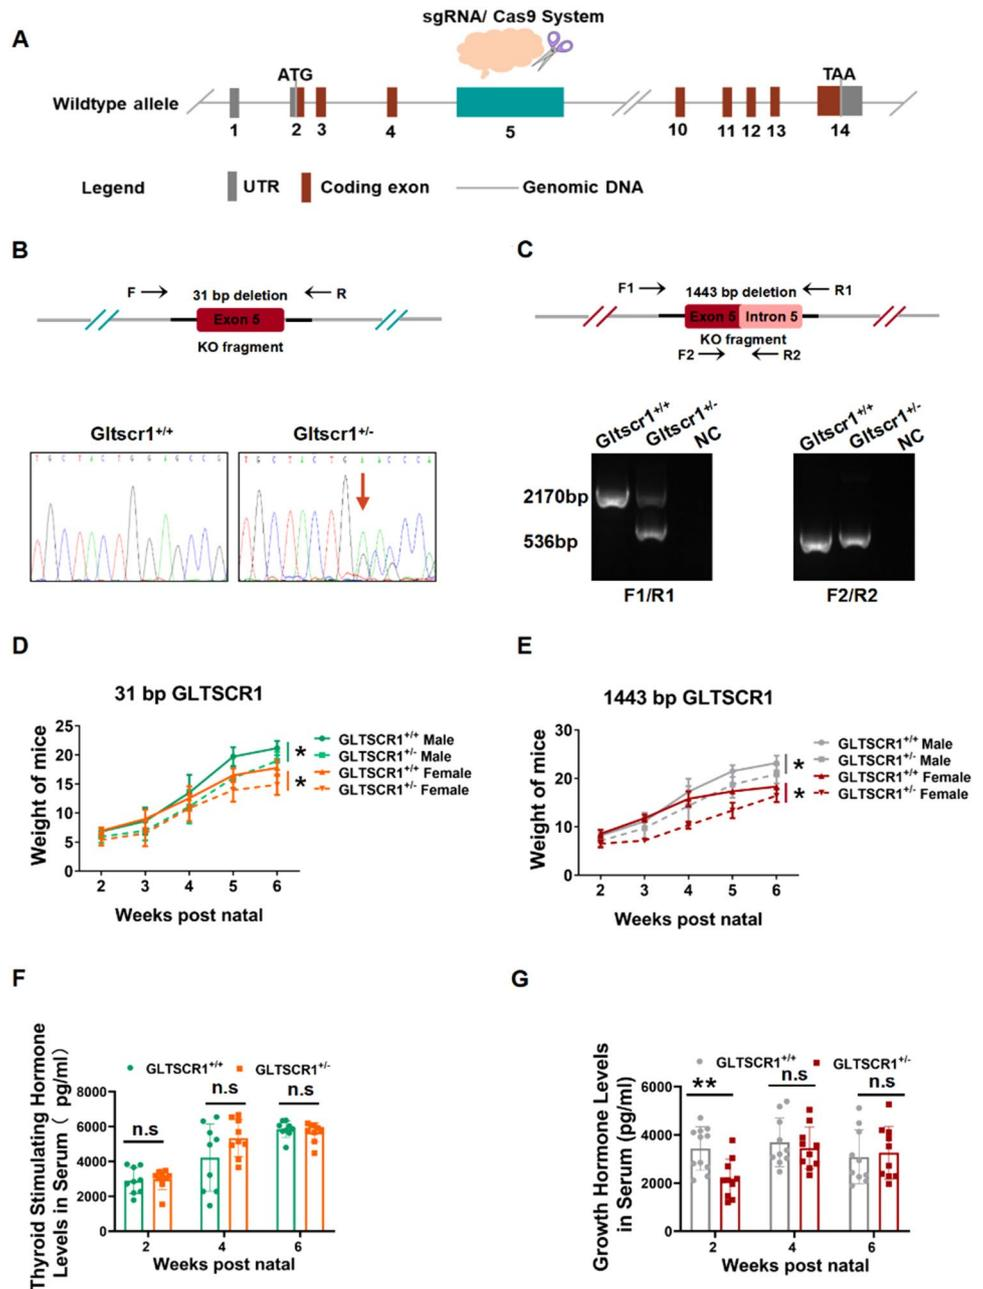 A
sgRNA/ Cas9 System
ATG
TAA
Wildtype allele
1
2
3
4
5
10
11
12
13
14
Legend
UTR
Coding exon
Genomic DNA
B
F
31 bp deletion
R
Exon 5
KO fragment
Gltscr1+/+
Gltscr1+/-
T G C T A C T G G A G C C G
T G C T A C T G A A C C C A
C
F1
1443 bp deletion
R1
Exon 5
Intron 5
KO fragment
F2
R2
Gltscr1+/+
Gltscr1+/-
NC
Gltscr1+/+
Gltscr1+/-
NC
2170bp
536bp
F1/R1
F2/R2
D
31 bp GLTSCR1
Weight of mice
25
20
15
10
5
0
2 3 4 5 6
Weeks post natal
GLTSCR1+/+ Male
GLTSCR1+/- Male
GLTSCR1+/+ Female
GLTSCR1+/- Female
*
*
E
1443 bp GLTSCR1
Weight of mice
30
20
10
0
2 3 4 5 6
Weeks post natal
GLTSCR1+/+ Male
GLTSCR1+/- Male
GLTSCR1+/+ Female
GLTSCR1+/- Female
*
*
F
Thyroid Stimulating Hormone
Levels in Serum （ pg/ml）
GLTSCR1+/+
GLTSCR1+/-
8000
6000
4000
2000
0
n.s
n.s
n.s
2 4 6
Weeks post natal
G
Growth Hormone Levels
in Serum (pg/ml)
GLTSCR1+/+
GLTSCR1+/-
6000
4000
2000
0
**
n.s
n.s
2 4 6
Weeks post natal